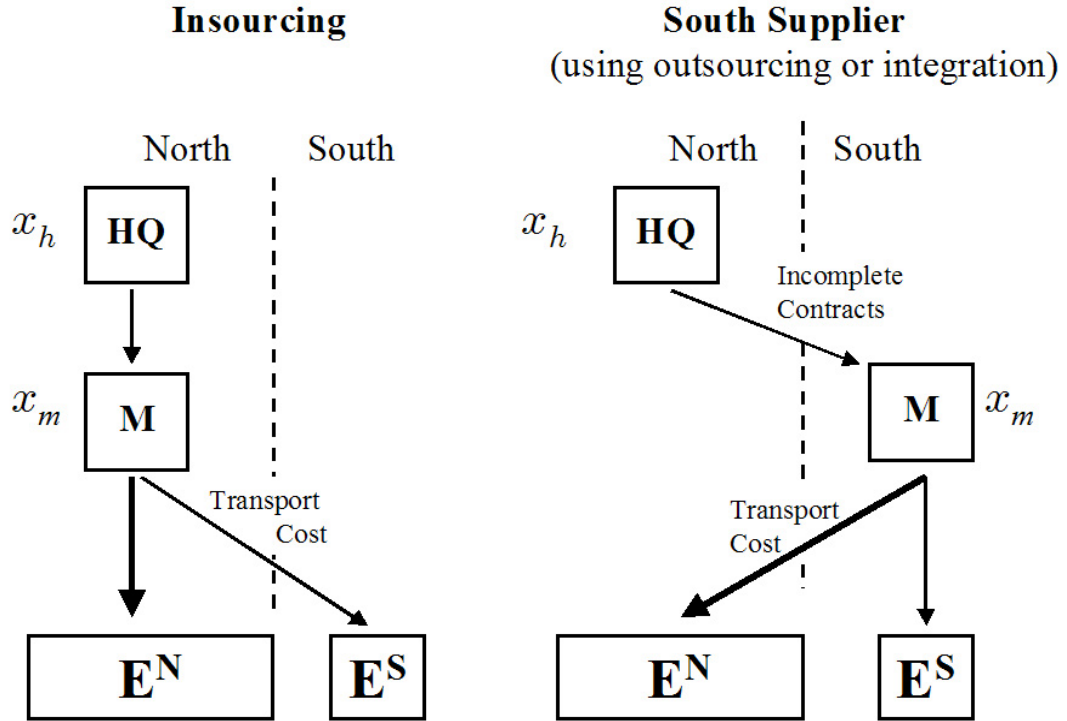 Insourcing
North South
x_h HQ
x_m M
Transport
Cost
E^N E^S
South Supplier
(using outsourcing or integration)
North South
x_h HQ
Incomplete
Contracts
M x_m
Transport
Cost
E^N E^S